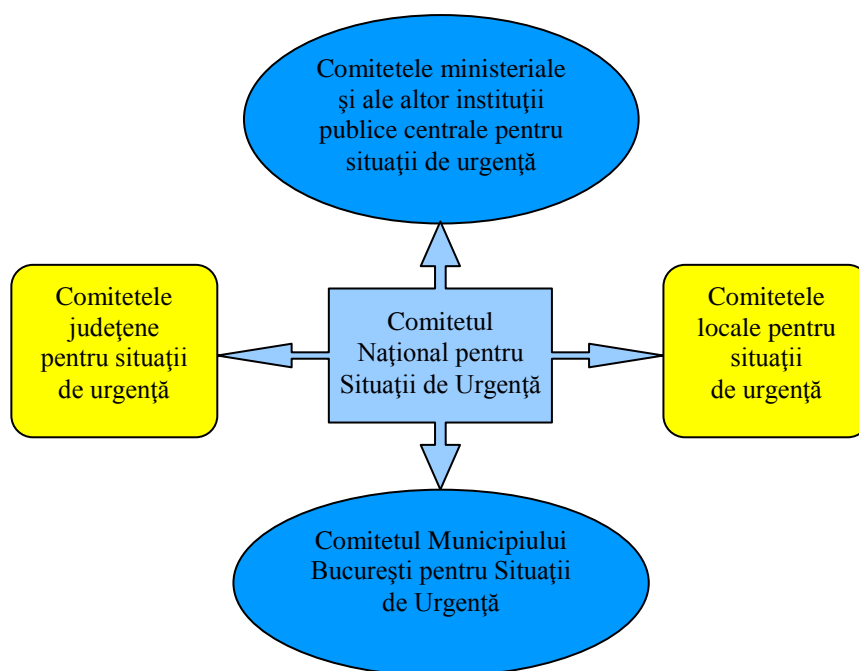 Comitetele ministeriale
şi ale altor instituţii
publice centrale pentru
situaţii de urgenţă
Comitetele
judeţene
pentru situaţii
de urgenţă
Comitetul
Naţional pentru
Situaţii de Urgenţă
Comitetele
locale pentru
situaţii
de urgenţă
Comitetul Municipiului
Bucureşti pentru Situaţii
de Urgenţă